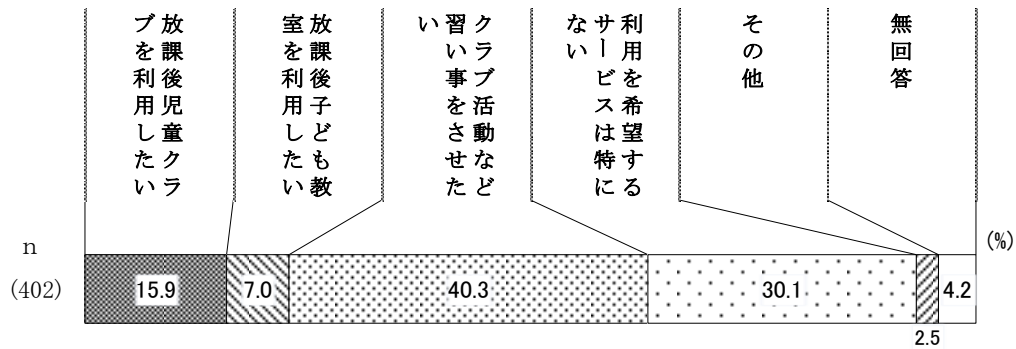 放課後児童クラ
ブを利用したい
放課後子ども教
室を利用したい
クラブ活動など
習い事をさせた
い
利用を希望する
サービスは特に
ない
その他
無回答
(%)
n
(402)
15.9
7.0
40.3
30.1
4.2
2.5